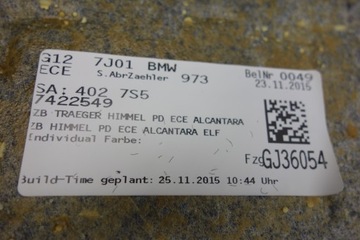 G12 7J01 BMW
ECE S.AbrZaehler 973 BelNr 0049
23.11.2015
SA: 402 7S5
7422549
ZB TRAEGER HIMMEL PD ECE ALCANTARA
ZB HIMMEL PD ECE ALCANTARA ELF
Individual Farbe:
Fzg GJ36054
Build-Time geplant: 25.11.2015 10:44 Uhr